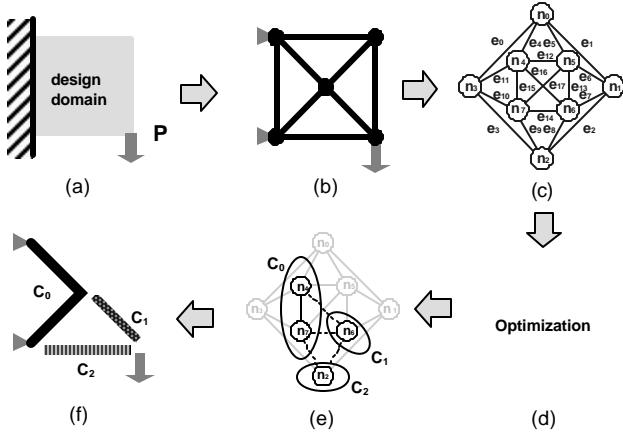 design
domain
P
(a)
(b)
n0
e0
e4
e5
e1
e12
n4
n5
e16
e11
e6
n3
e10
e15
e17
e13
n1
e7
n7
n6
e14
e3
e9
e8
e2
n2
(c)
Optimization
(d)
n0
C0
n4
n5
n3
n1
n7
n6
C1
n2
C2
(e)
C0
C1
C2
(f)